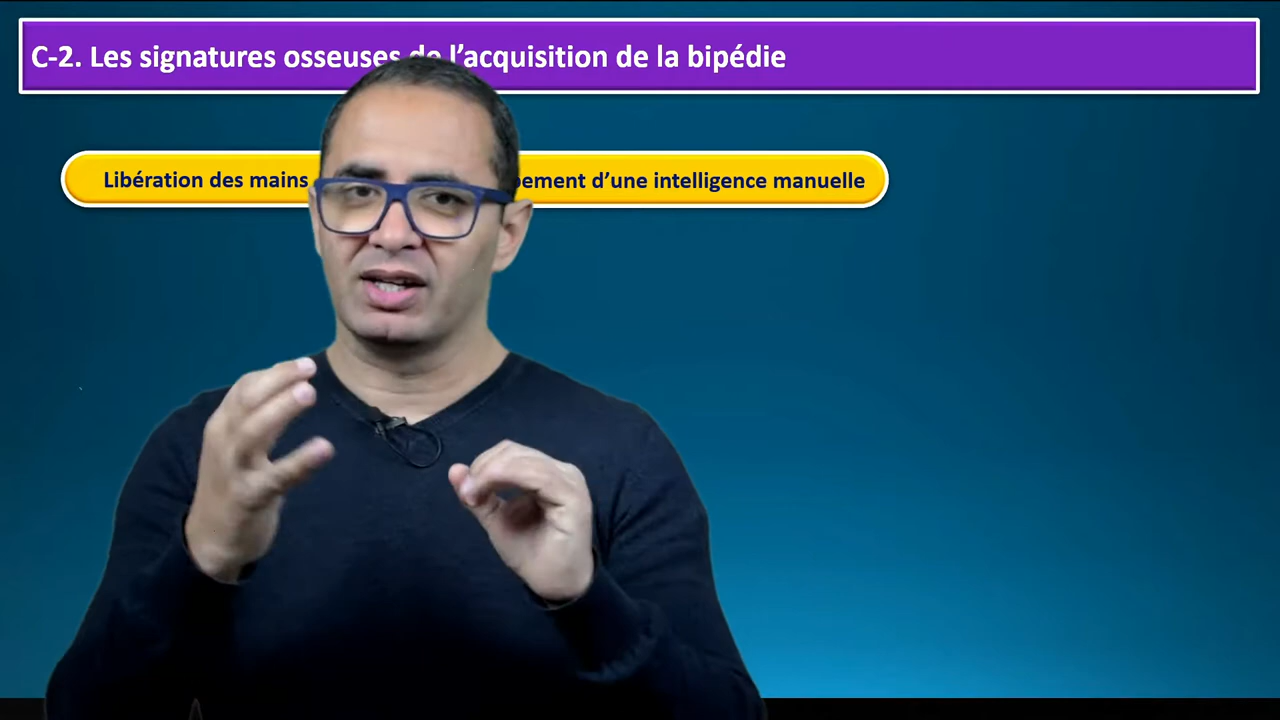 C-2. Les signatures osseuses de l’acquisition de la bipédie
Libération des mains
d’une intelligence manuelle